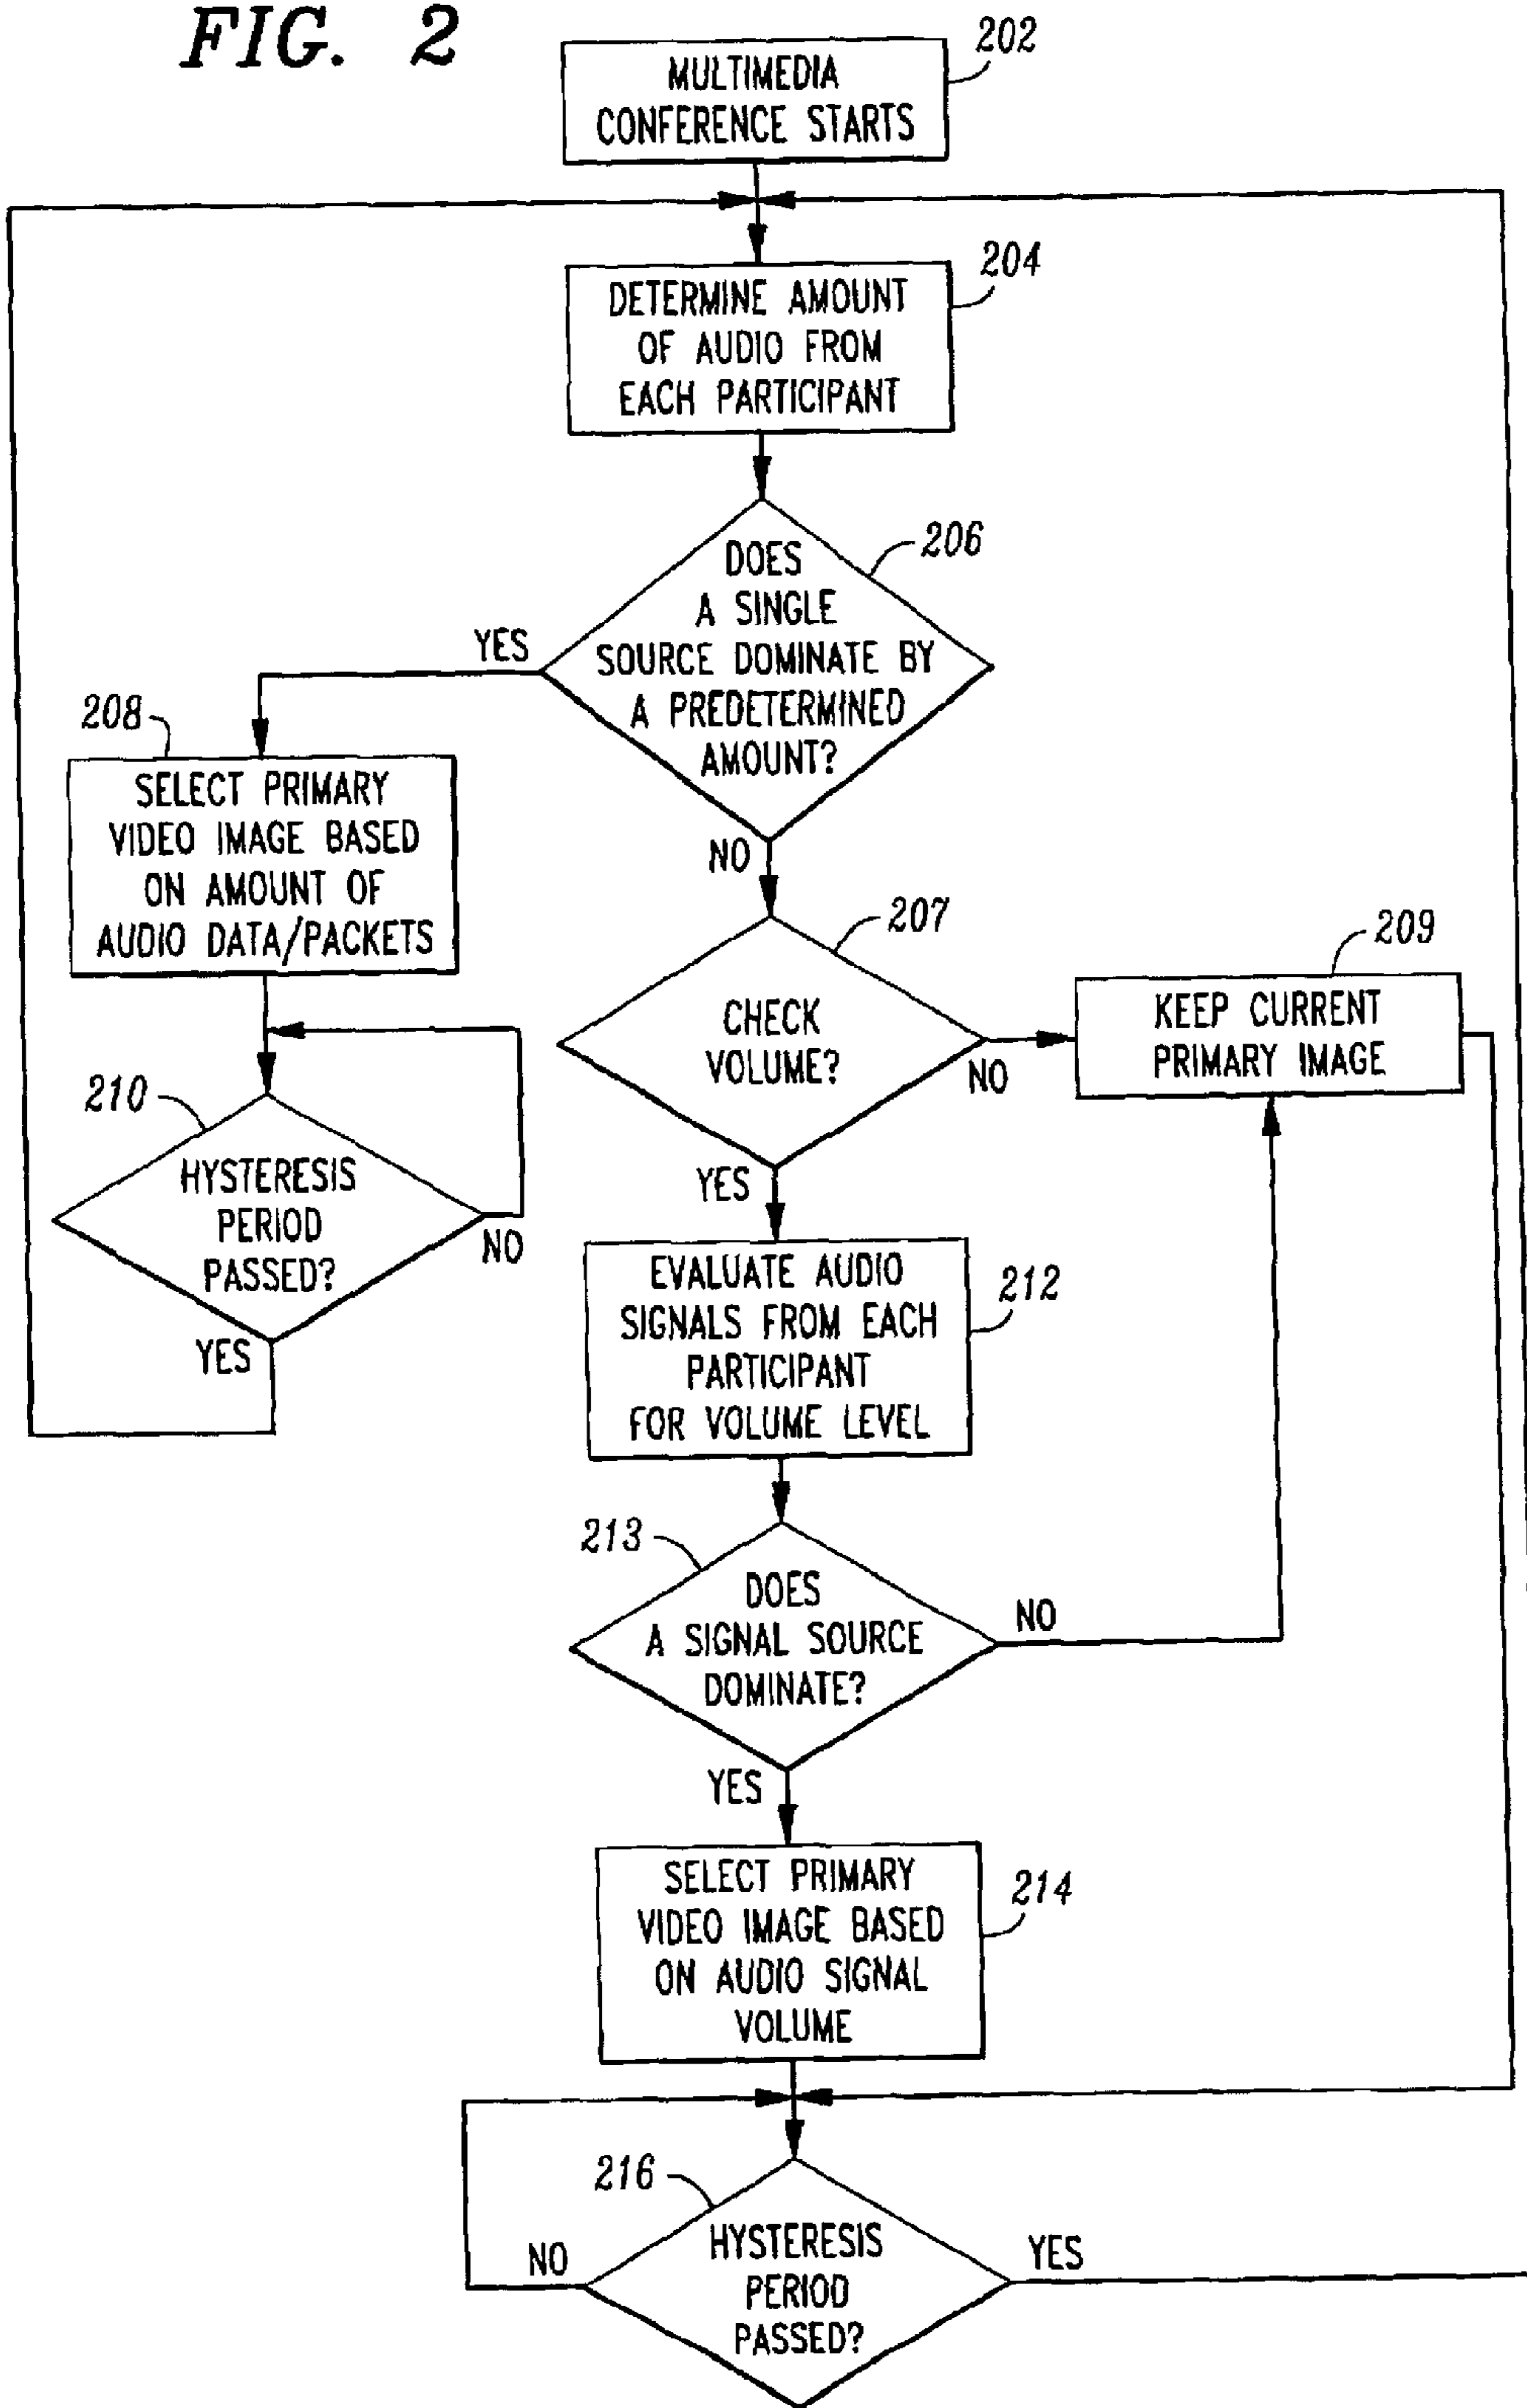 FIG. 2
202
MULTIMEDIA
CONFERENCE STARTS
204
DETERMINE AMOUNT
OF AUDIO FROM
EACH PARTICIPANT
206
DOES
A SINGLE
SOURCE DOMINATE BY
A PREDETERMINED
AMOUNT?
YES
NO
208
SELECT PRIMARY
VIDEO IMAGE BASED
ON AMOUNT OF
AUDIO DATA/PACKETS
207
CHECK
VOLUME?
NO
YES
209
KEEP CURRENT
PRIMARY IMAGE
210
HYSTERESIS
PERIOD
PASSED?
NO
YES
212
EVALUATE AUDIO
SIGNALS FROM EACH
PARTICIPANT
FOR VOLUME LEVEL
213
DOES
A SIGNAL SOURCE
DOMINATE?
NO
YES
214
SELECT PRIMARY
VIDEO IMAGE BASED
ON AUDIO SIGNAL
VOLUME
216
HYSTERESIS
PERIOD
PASSED?
NO
YES